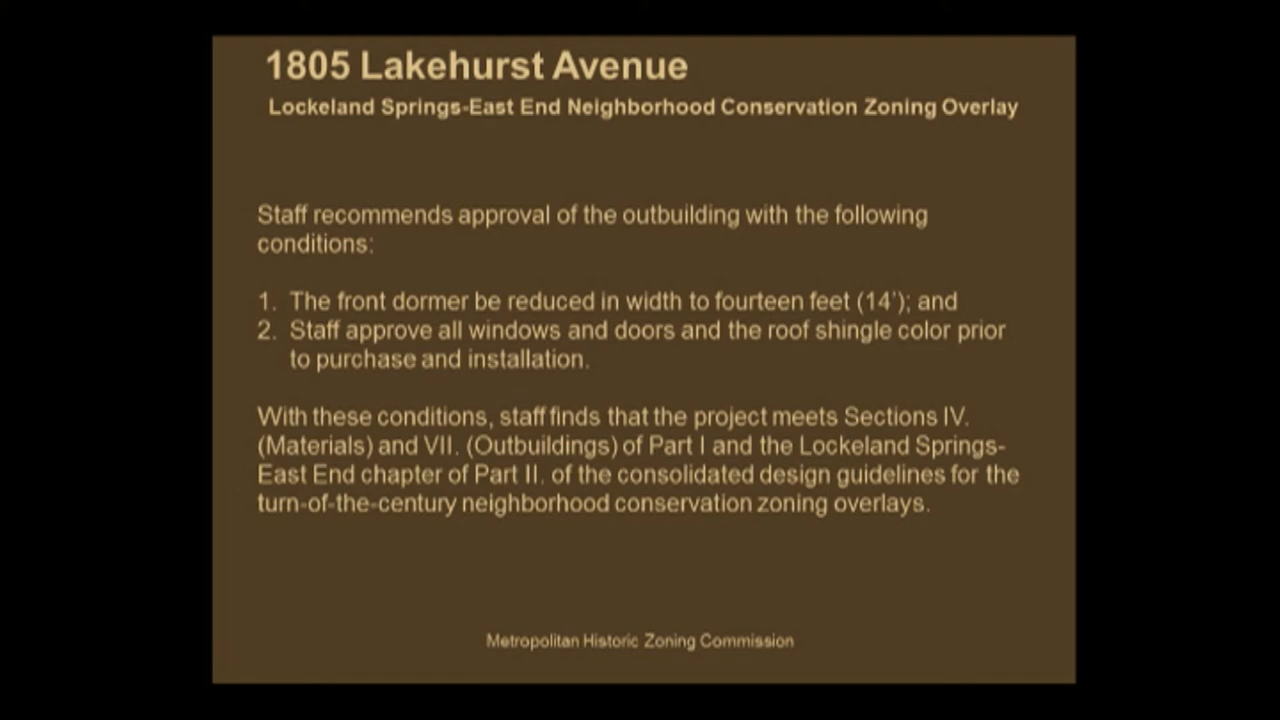 1805 Lakehurst Avenue
Lockeland Springs-East End Neighborhood Conservation Zoning Overlay
Staff recommends approval of the outbuilding with the following
conditions:
1. The front dormer be reduced in width to fourteen feet (14'); and
2. Staff approve all windows and doors and the roof shingle color prior
to purchase and installation.
With these conditions, staff finds that the project meets Sections IV.
(Materials) and VII. (Outbuildings) of Part I and the Lockeland Springs-
East End chapter of Part II. of the consolidated design guidelines for the
turn-of-the-century neighborhood conservation zoning overlays.
Metropolitan Historic Zoning Commission